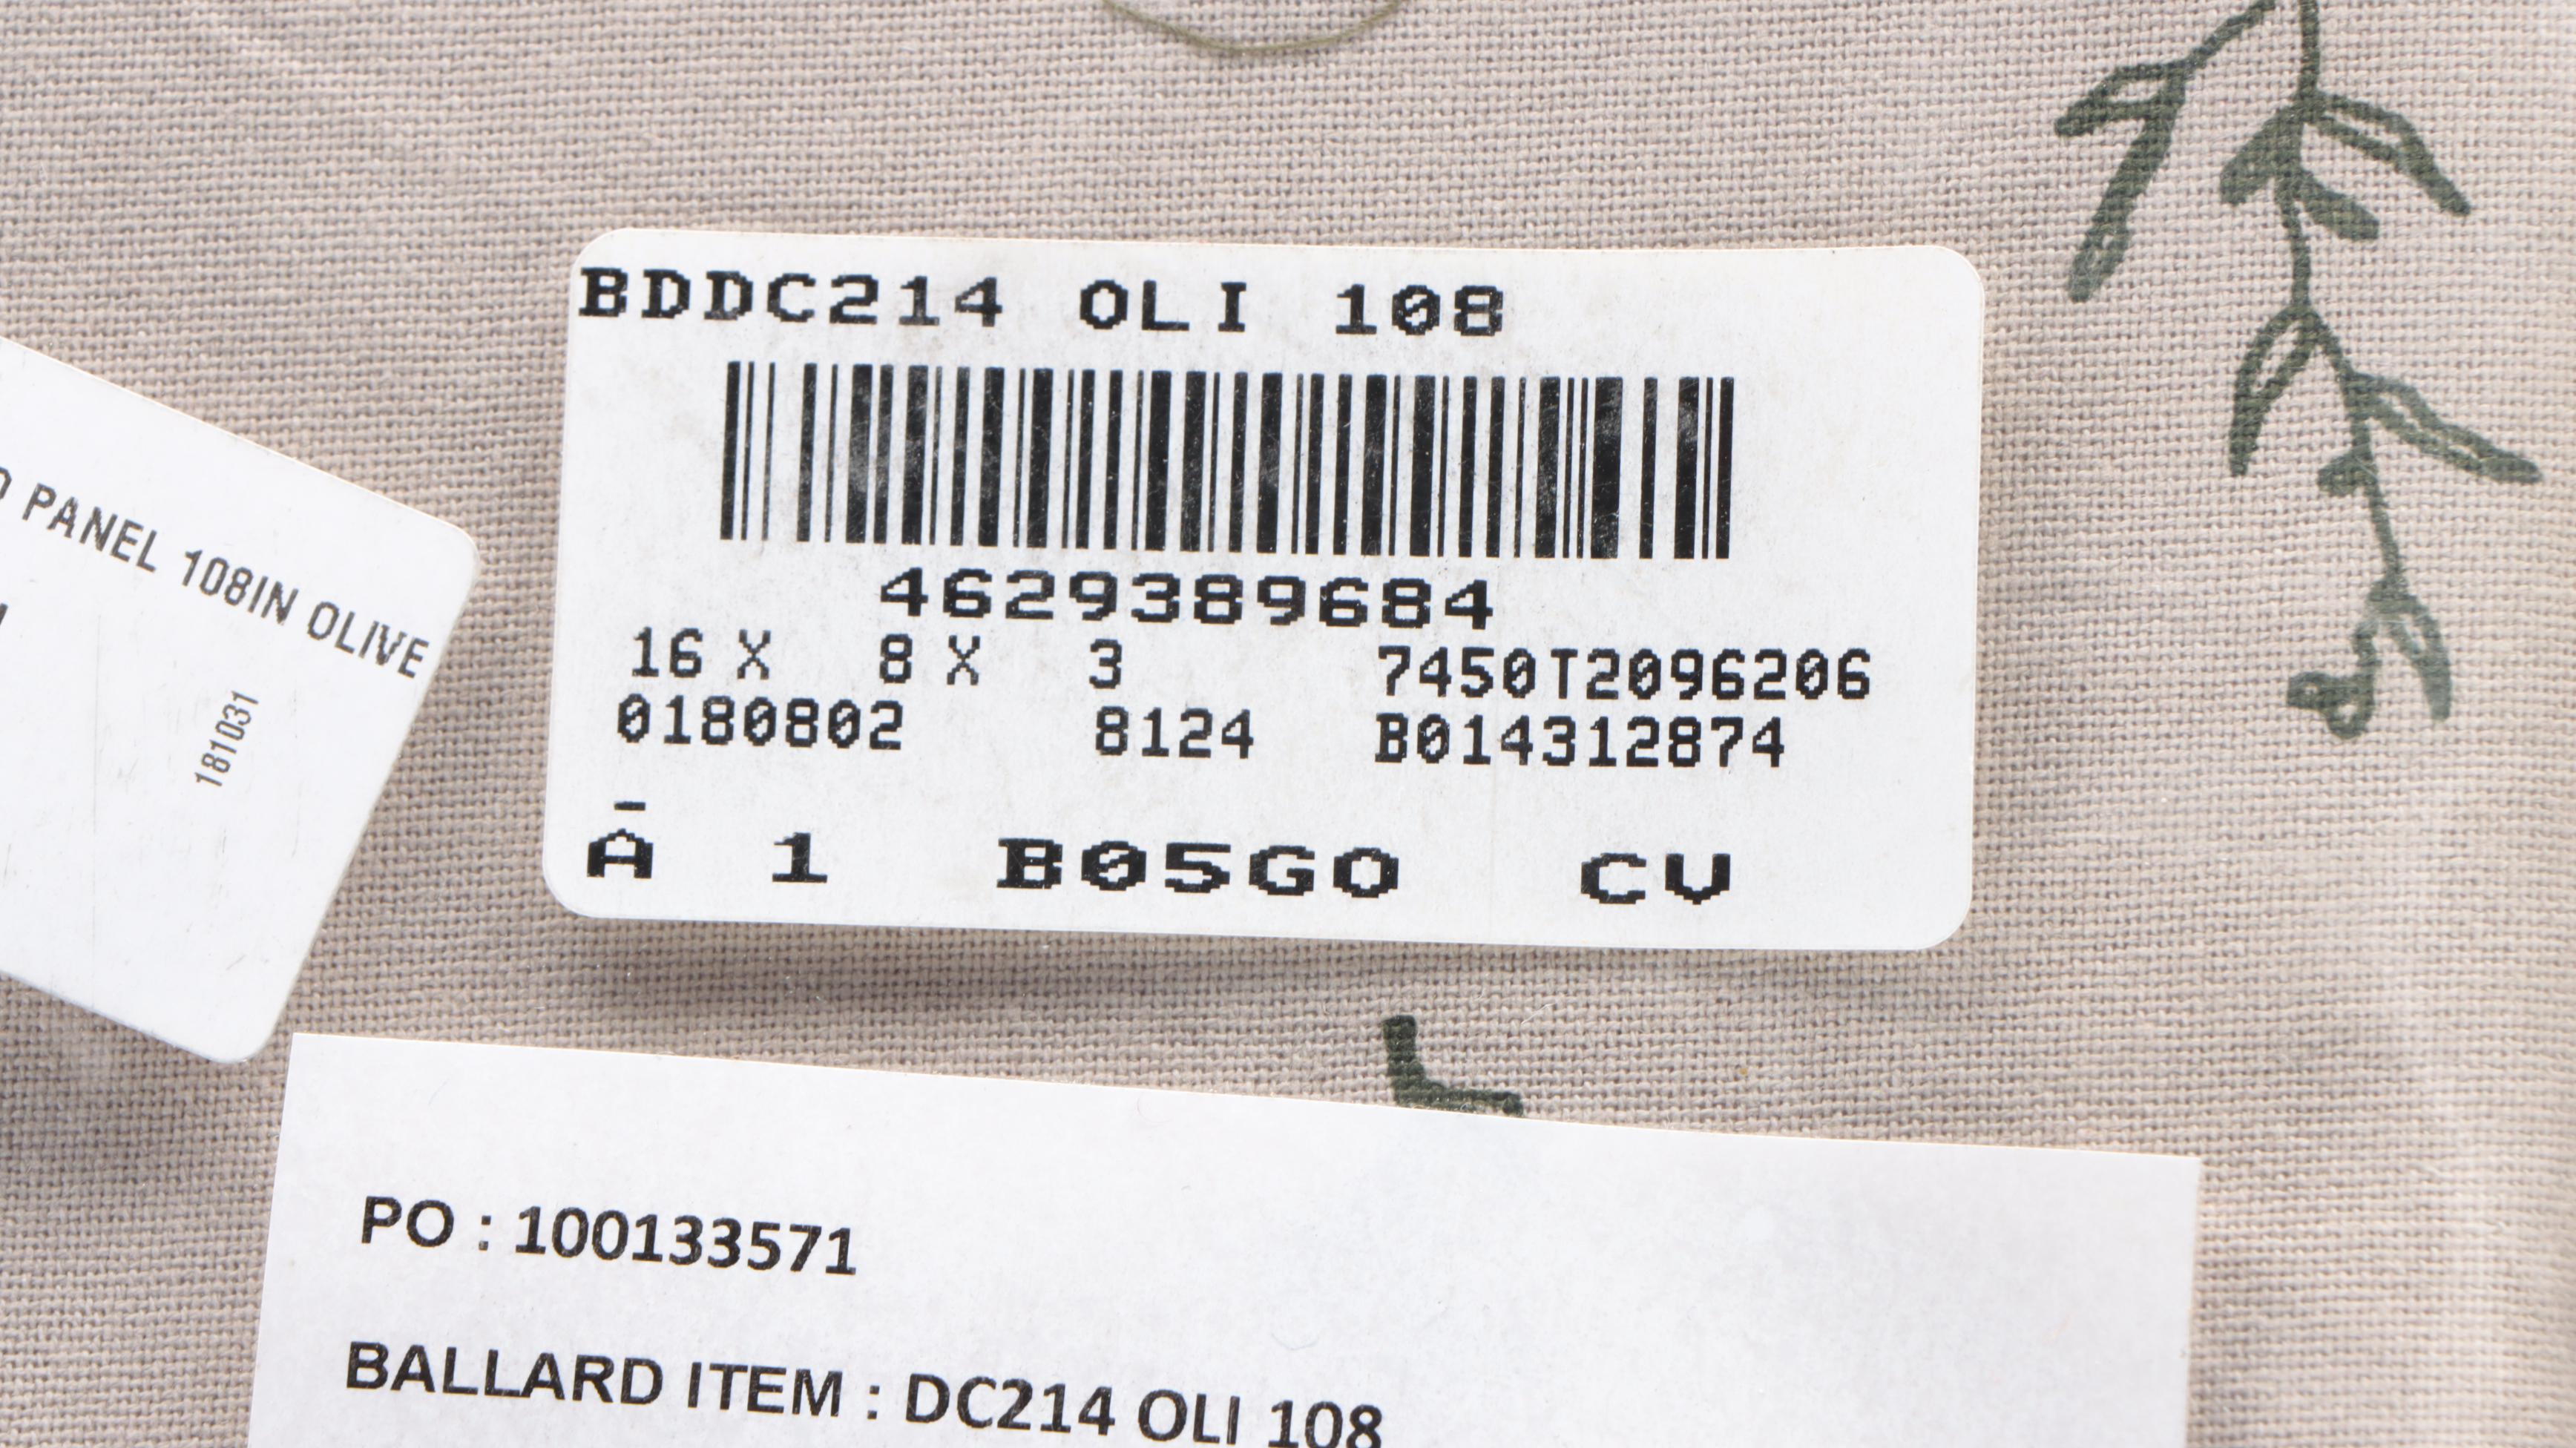 BDDC214 OLI 108
4629389684
16 X 8 X 3 7450T2096206
0180802 8124 B014312874
Ā 1 B05GO CV
PANEL 108IN OLIVE
181031
PO : 100133571
BALLARD ITEM : DC214 OLI 108